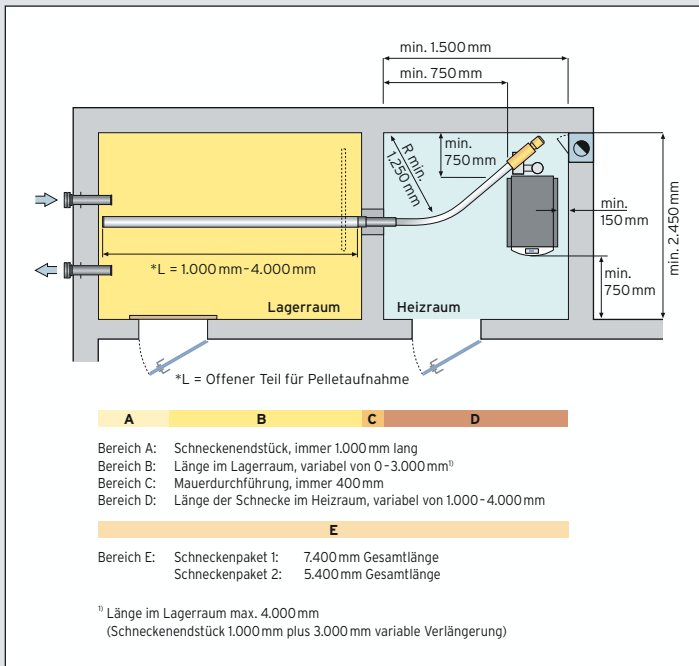 min. 1.500 mm
min. 750 mm
R min.
1.250 mm
min.
750 mm
min.
150 mm
min. 2.450 mm
min.
750 mm
*L = 1.000 mm - 4.000 mm
Lagerraum
Heizraum
*L = Offener Teil für Pelletaufnahme
A B C D
Bereich A: Schneckenendstück, immer 1.000 mm lang
Bereich B: Länge im Lagerraum, variabel von 0 - 3.000 mm¹⁾
Bereich C: Mauerdurchführung, immer 400 mm
Bereich D: Länge der Schnecke im Heizraum, variabel von 1.000 - 4.000 mm
E
Bereich E: Schneckenpaket 1: 7.400 mm Gesamtlänge
Schneckenpaket 2: 5.400 mm Gesamtlänge
¹⁾ Länge im Lagerraum max. 4.000 mm
(Schneckenendstück 1.000 mm plus 3.000 mm variable Verlängerung)